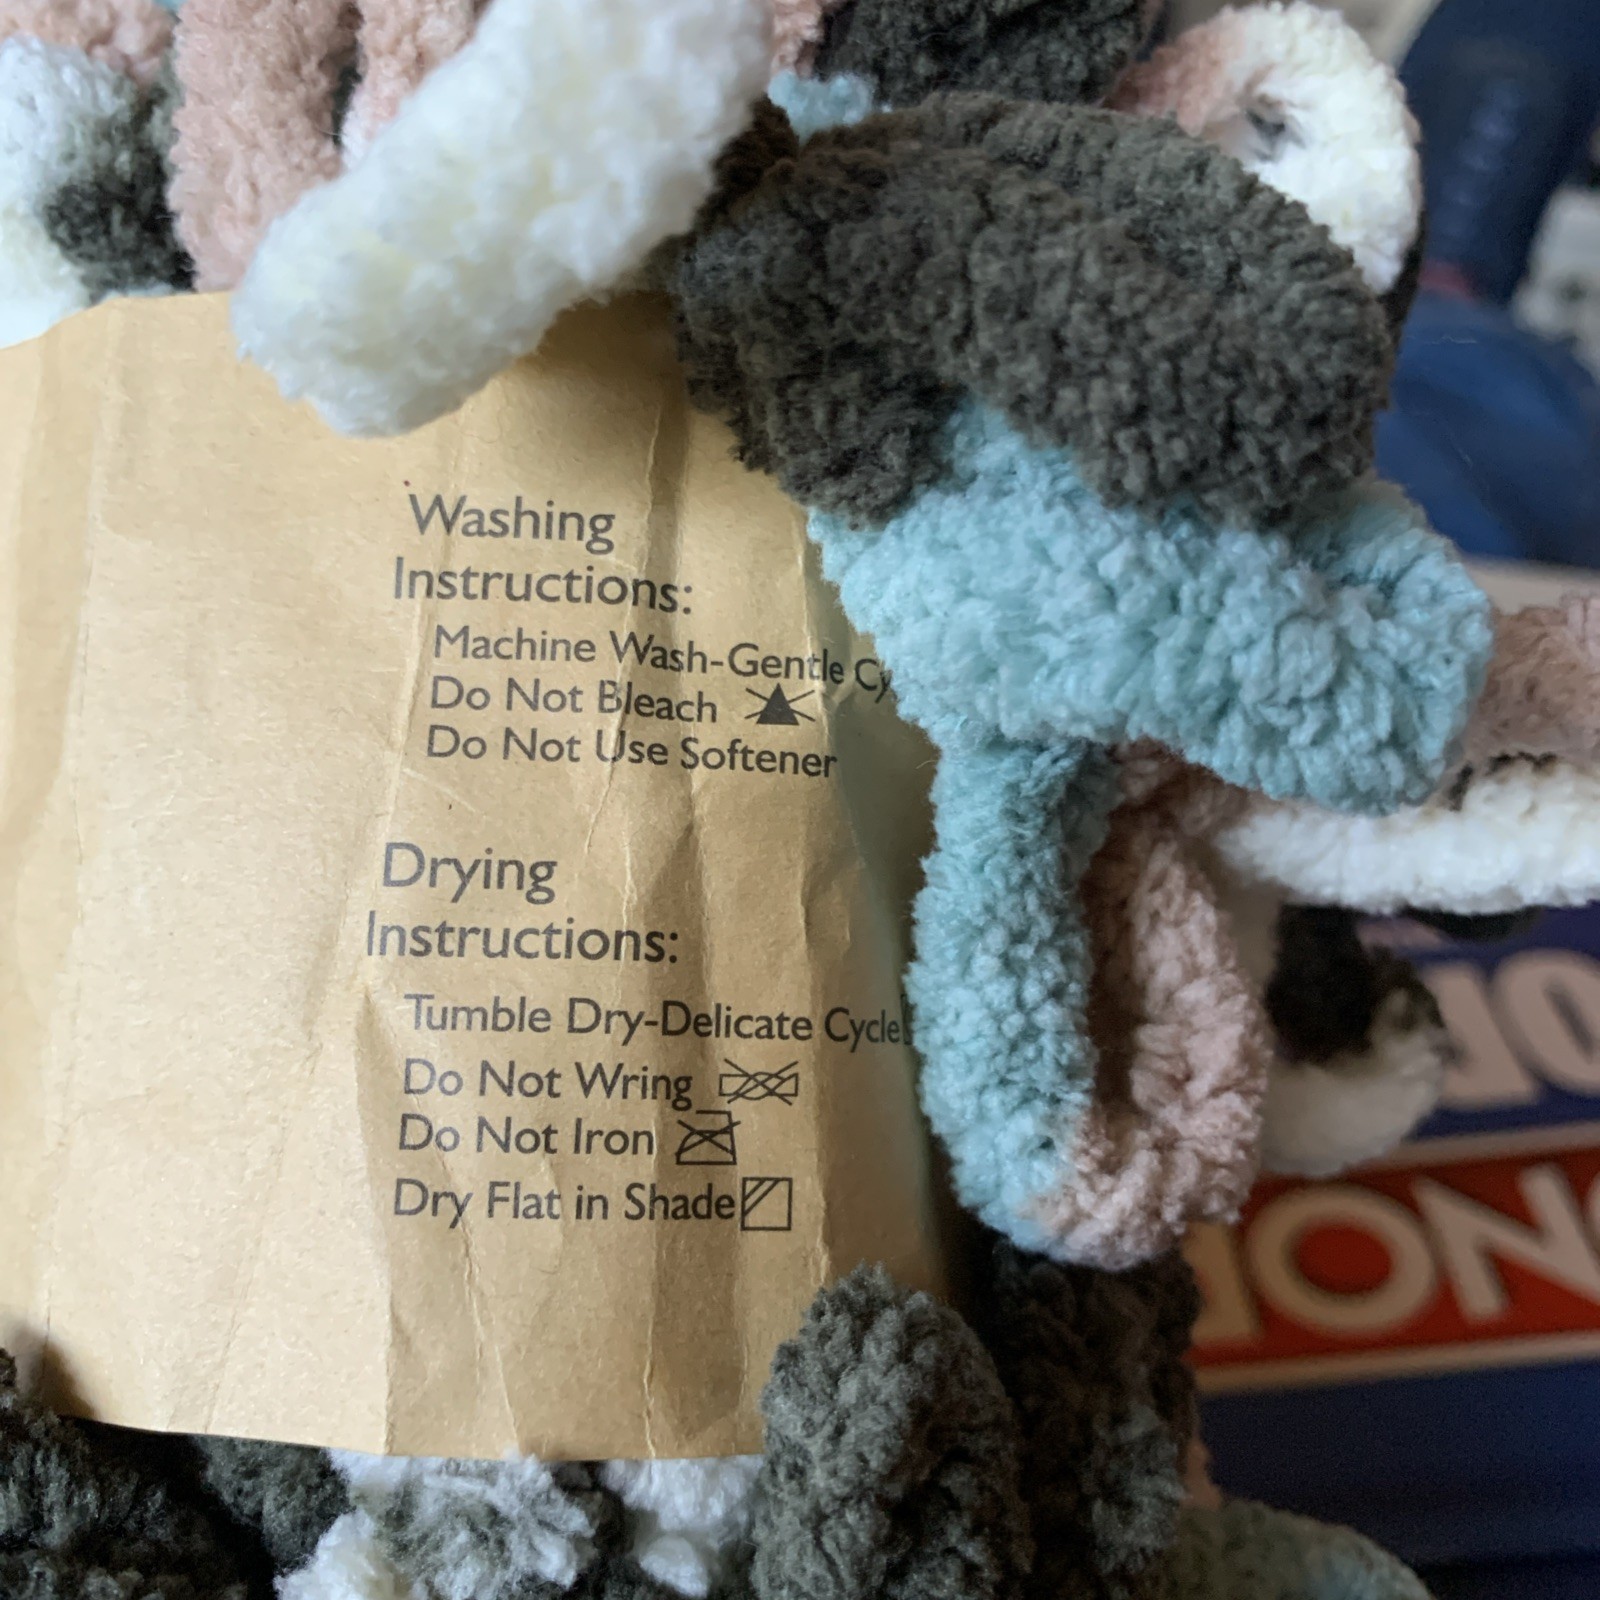 Washing
Instructions:
Machine Wash-Gentle Cy
Do Not Bleach
Do Not Use Softener
Drying
Instructions:
Tumble Dry-Delicate Cycle
Do Not Wring
Do Not Iron
Dry Flat in Shade